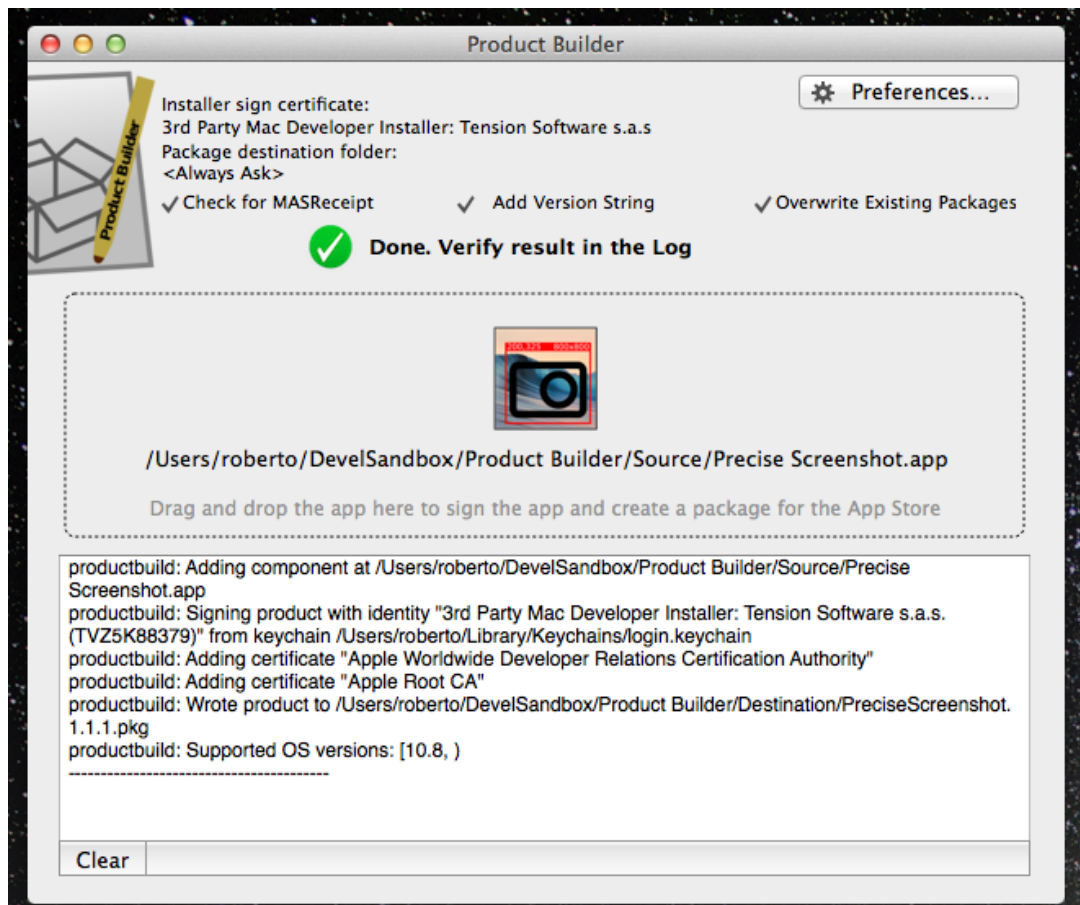 Product Builder
Preferences...
Installer sign certificate:
3rd Party Mac Developer Installer: Tension Software s.a.s
Package destination folder:
<Always Ask>
Product Builder
Check for MASReceipt
Add Version String
Overwrite Existing Packages
Done. Verify result in the Log
200,325 800x800
/Users/roberto/DevelSandbox/Product Builder/Source/Precise Screenshot.app
Drag and drop the app here to sign the app and create a package for the App Store
productbuild: Adding component at /Users/roberto/DevelSandbox/Product Builder/Source/Precise
Screenshot.app
productbuild: Signing product with identity "3rd Party Mac Developer Installer: Tension Software s.a.s.
(TVZ5K88379)" from keychain /Users/roberto/Library/Keychains/login.keychain
productbuild: Adding certificate "Apple Worldwide Developer Relations Certification Authority"
productbuild: Adding certificate "Apple Root CA"
productbuild: Wrote product to /Users/roberto/DevelSandbox/Product Builder/Destination/PreciseScreenshot.
1.1.1.pkg
productbuild: Supported OS versions: [10.8, )
----------------------------------------
Clear